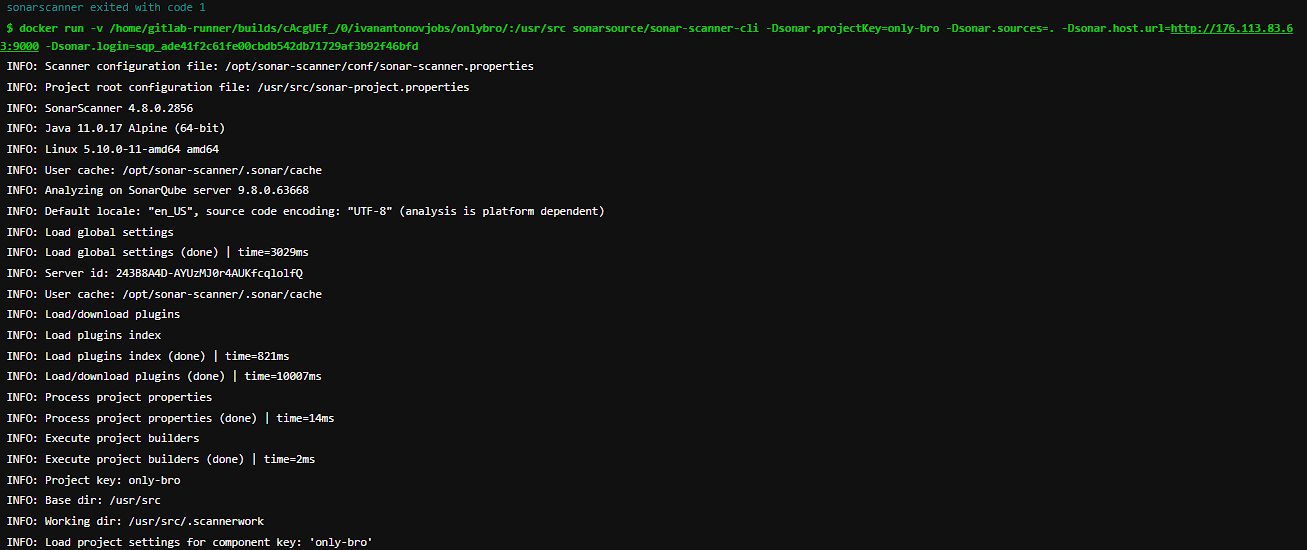 sonarscanner exited with code 1
$ docker run -v /home/gitlab-runner/builds/cAcgUEf_/0/ivanantonovjobs/onlybro/:/usr/src sonarsource/sonar-scanner-cli -Dsonar.projectKey=only-bro -Dsonar.sources=. -Dsonar.host.url=http://176.113.83.6
3:9000 -Dsonar.login=sqp_ade41f2c61fe00cbdb542db71729af3b92f46bfd
INFO: Scanner configuration file: /opt/sonar-scanner/conf/sonar-scanner.properties
INFO: Project root configuration file: /usr/src/sonar-project.properties
INFO: SonarScanner 4.8.0.2856
INFO: Java 11.0.17 Alpine (64-bit)
INFO: Linux 5.10.0-11-amd64 amd64
INFO: User cache: /opt/sonar-scanner/.sonar/cache
INFO: Analyzing on SonarQube server 9.8.0.63668
INFO: Default locale: "en_US", source code encoding: "UTF-8" (analysis is platform dependent)
INFO: Load global settings
INFO: Load global settings (done) | time=3029ms
INFO: Server id: 243B8A4D-AYUzMJ0r4AUKfcqlolfQ
INFO: User cache: /opt/sonar-scanner/.sonar/cache
INFO: Load/download plugins
INFO: Load plugins index
INFO: Load plugins index (done) | time=821ms
INFO: Load/download plugins (done) | time=10007ms
INFO: Process project properties
INFO: Process project properties (done) | time=14ms
INFO: Execute project builders
INFO: Execute project builders (done) | time=2ms
INFO: Project key: only-bro
INFO: Base dir: /usr/src
INFO: Working dir: /usr/src/.scannerwork
INFO: Load project settings for component key: 'only-bro'